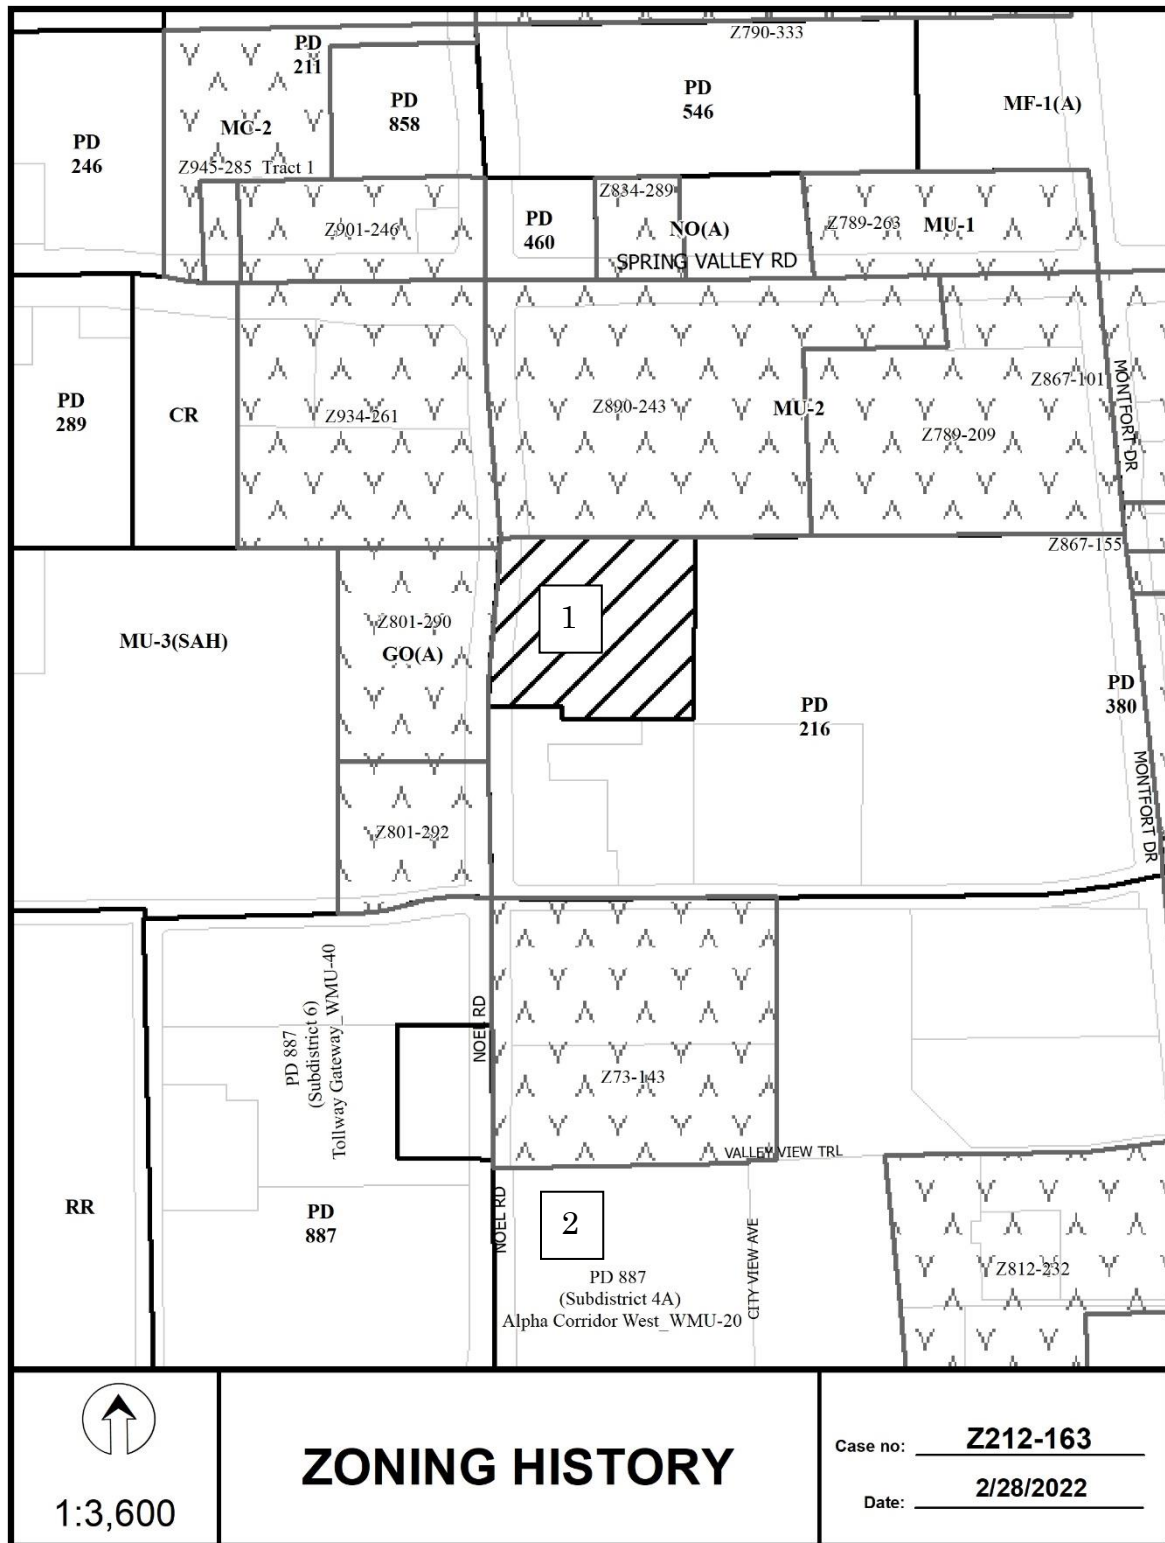 Z790-333
PD
211
PD
858
PD
546
MF-1(A)
PD
246
MC-2
Z945-285_Tract 1
Z901-246
PD
460
Z834-289
NO(A)
Z789-263
MU-1
SPRING VALLEY RD
PD
289
CR
Z934-261
Z890-243
MU-2
Z867-101
Z789-209
MONTFORT DR
Z867-155
MU-3(SAH)
Z801-290
GO(A)
1
PD
216
PD
380
MONTFORT DR
Z801-292
PD 887
(Subdistrict 6)
Tollway Gateway_WMU-40
NOEL RD
Z73-143
VALLEY VIEW TRL
RR
PD
887
NOEL RD
2
CITY VIEW AVE
PD 887
(Subdistrict 4A)
Alpha Corridor West_WMU-20
Z812-232
1:3,600
ZONING HISTORY
Case no: Z212-163
Date: 2/28/2022